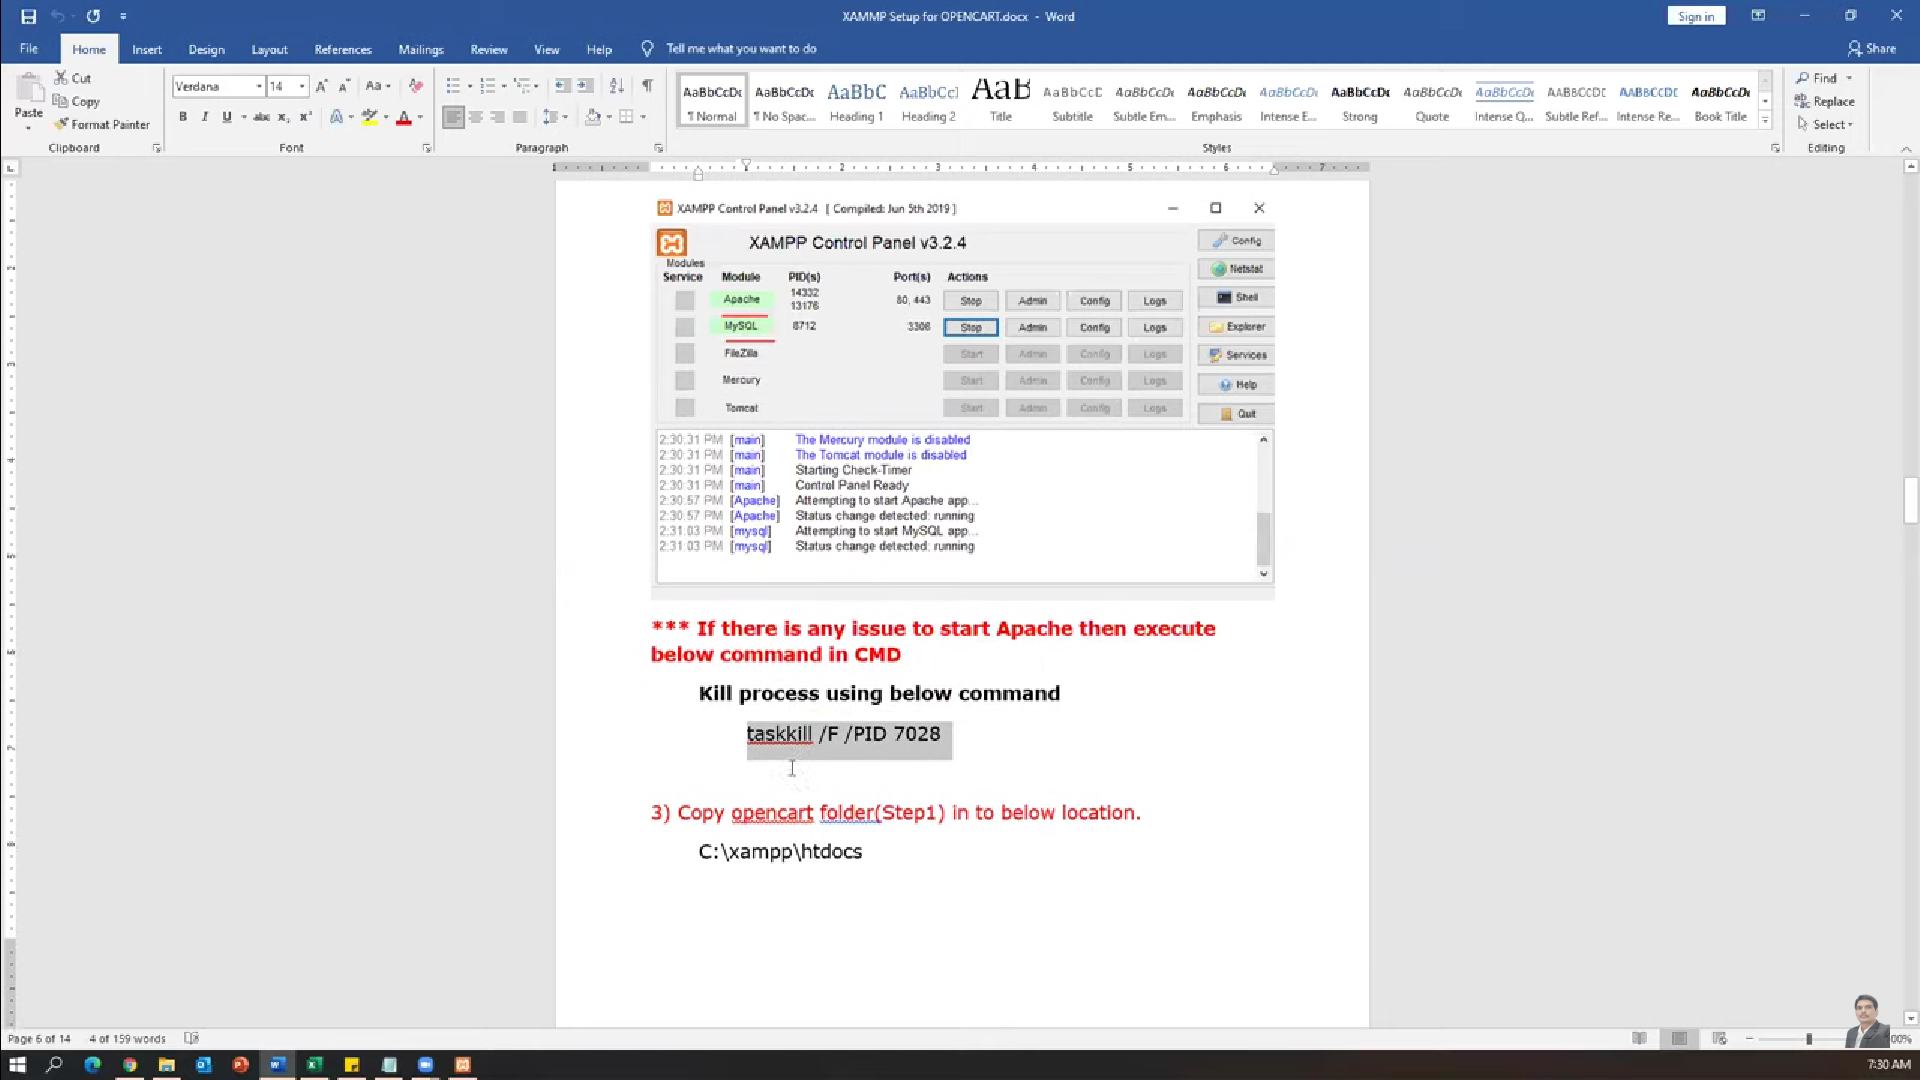 XAMMP Setup for OPENCART.docx - Word
Sign in
File Home Insert Design Layout References Mailings Review View Help Tell me what you want to do
Share
Paste
Cut
Copy
Format Painter
Clipboard
Verdana 14
Font
Paragraph
AaBbCcDc AaBbCcDc AaBbC AaBbCcI AaBb AaBbCcD AaBbCcDc AaBbCcDc AaBbCcDc AaBbCcDc AaBbCcDc AaBbCcDc AABBCCDC AABBCCDC AaBbCcDc
¶ Normal ¶ No Spac... Heading 1 Heading 2 Title Subtitle Subtle Em... Emphasis Intense E... Strong Quote Intense Q... Subtle Ref... Intense Re... Book Title
Styles
Find
Replace
Select
Editing
XAMPP Control Panel v3.2.4 [ Compiled: Jun 5th 2019 ]
XAMPP Control Panel v3.2.4
Config
Netstat
Shell
Explorer
Services
Help
Quit
Modules
Service Module PID(s) Port(s) Actions
Apache 14332 13176 80, 443 Stop Admin Config Logs
MySQL 8712 3306 Stop Admin Config Logs
FileZilla Start Admin Config Logs
Mercury Start Admin Config Logs
Tomcat Start Admin Config Logs
2:30:31 PM [main] The Mercury module is disabled
2:30:31 PM [main] The Tomcat module is disabled
2:30:31 PM [main] Starting Check-Timer
2:30:31 PM [main] Control Panel Ready
2:30:57 PM [Apache] Attempting to start Apache app...
2:30:57 PM [Apache] Status change detected: running
2:31:03 PM [mysql] Attempting to start MySQL app...
2:31:03 PM [mysql] Status change detected: running
*** If there is any issue to start Apache then execute
below command in CMD
Kill process using below command
taskkill /F /PID 7028
3) Copy opencart folder(Step1) in to below location.
C:\xampp\htdocs
Page 6 of 14 4 of 159 words
7:30 AM